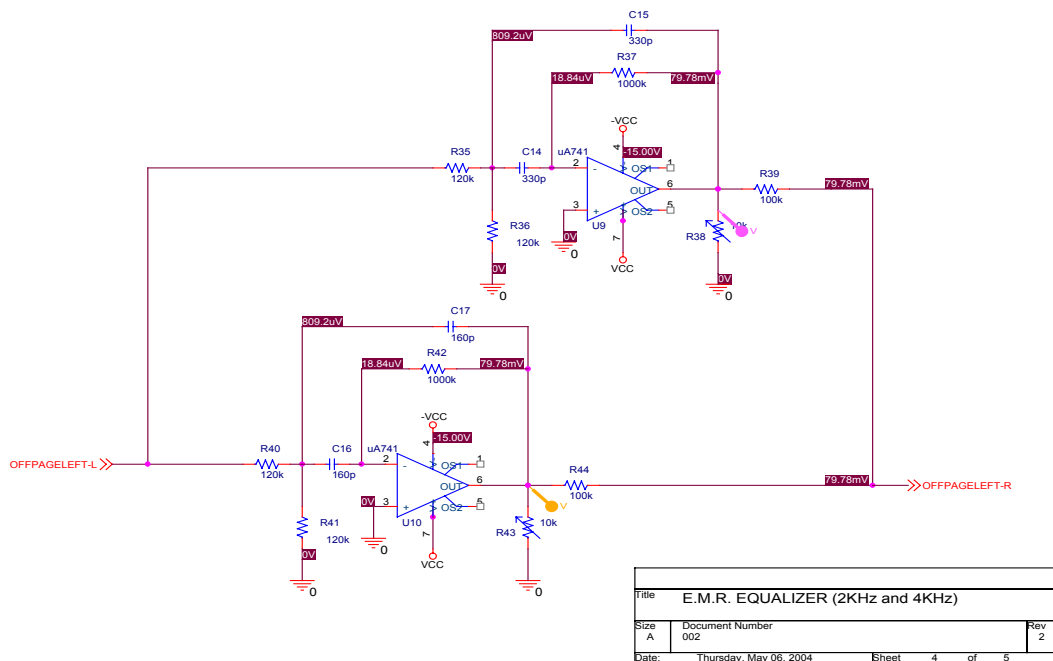 C15
809.2uV
330p
R37
18.84uV
79.78mV
1000k
-VCC
R35
C14
uA741
4
-15.00V
120k
330p
2
-
V
OS1
1
6
OUT
R39
79.78mV
100k
3
+
V
OS2
5
U9
R36
120k
0V
0
7
VCC
R38
10k
V
0V
0
0V
0
C17
809.2uV
160p
R42
18.84uV
79.78mV
1000k
-VCC
R40
C16
uA741
4
-15.00V
OFFPAGELEFT-L
120k
160p
2
-
V
OS1
1
6
OUT
R44
79.78mV
OFFPAGELEFT-R
100k
0V
3
+
V
OS2
5
V
U10
R41
120k
0V
0
7
VCC
R43
10k
0
0
Title
E.M.R. EQUALIZER (2KHz and 4KHz)
Size
Document Number
Rev
A
002
2
Date:
Thursday, May 06, 2004
Sheet
4
of
5